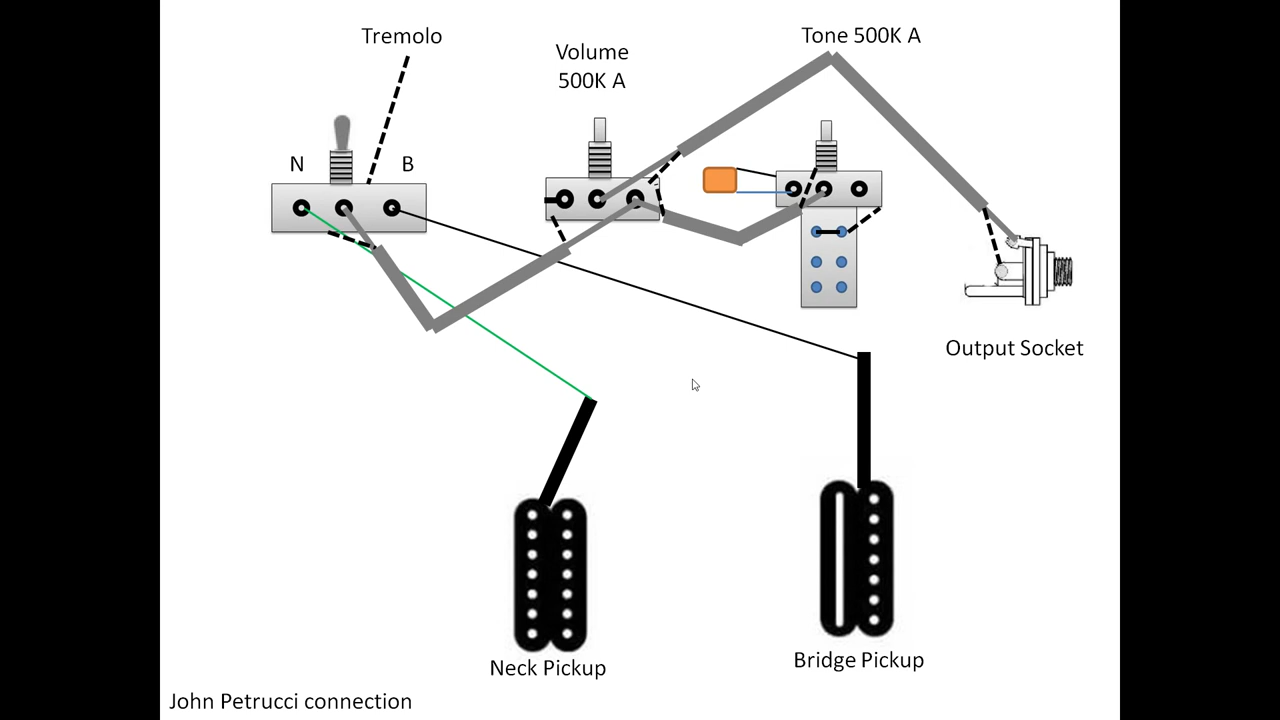 Tremolo
Volume
500K A
Tone 500K A
N
B
Output Socket
Neck Pickup
Bridge Pickup
John Petrucci connection